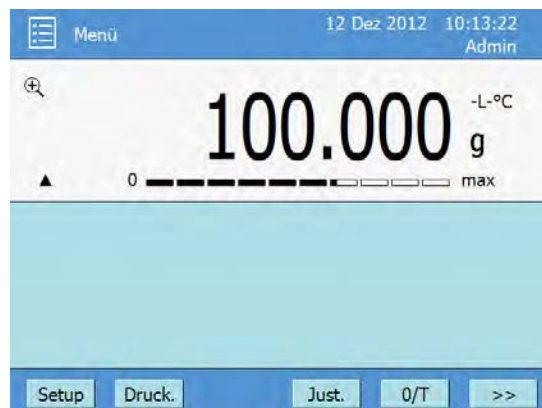 Menü 12 Dez 2012 10:13:22
Admin
-L-°C
100.000 g
0 max
Setup Druck. Just. 0/T >>